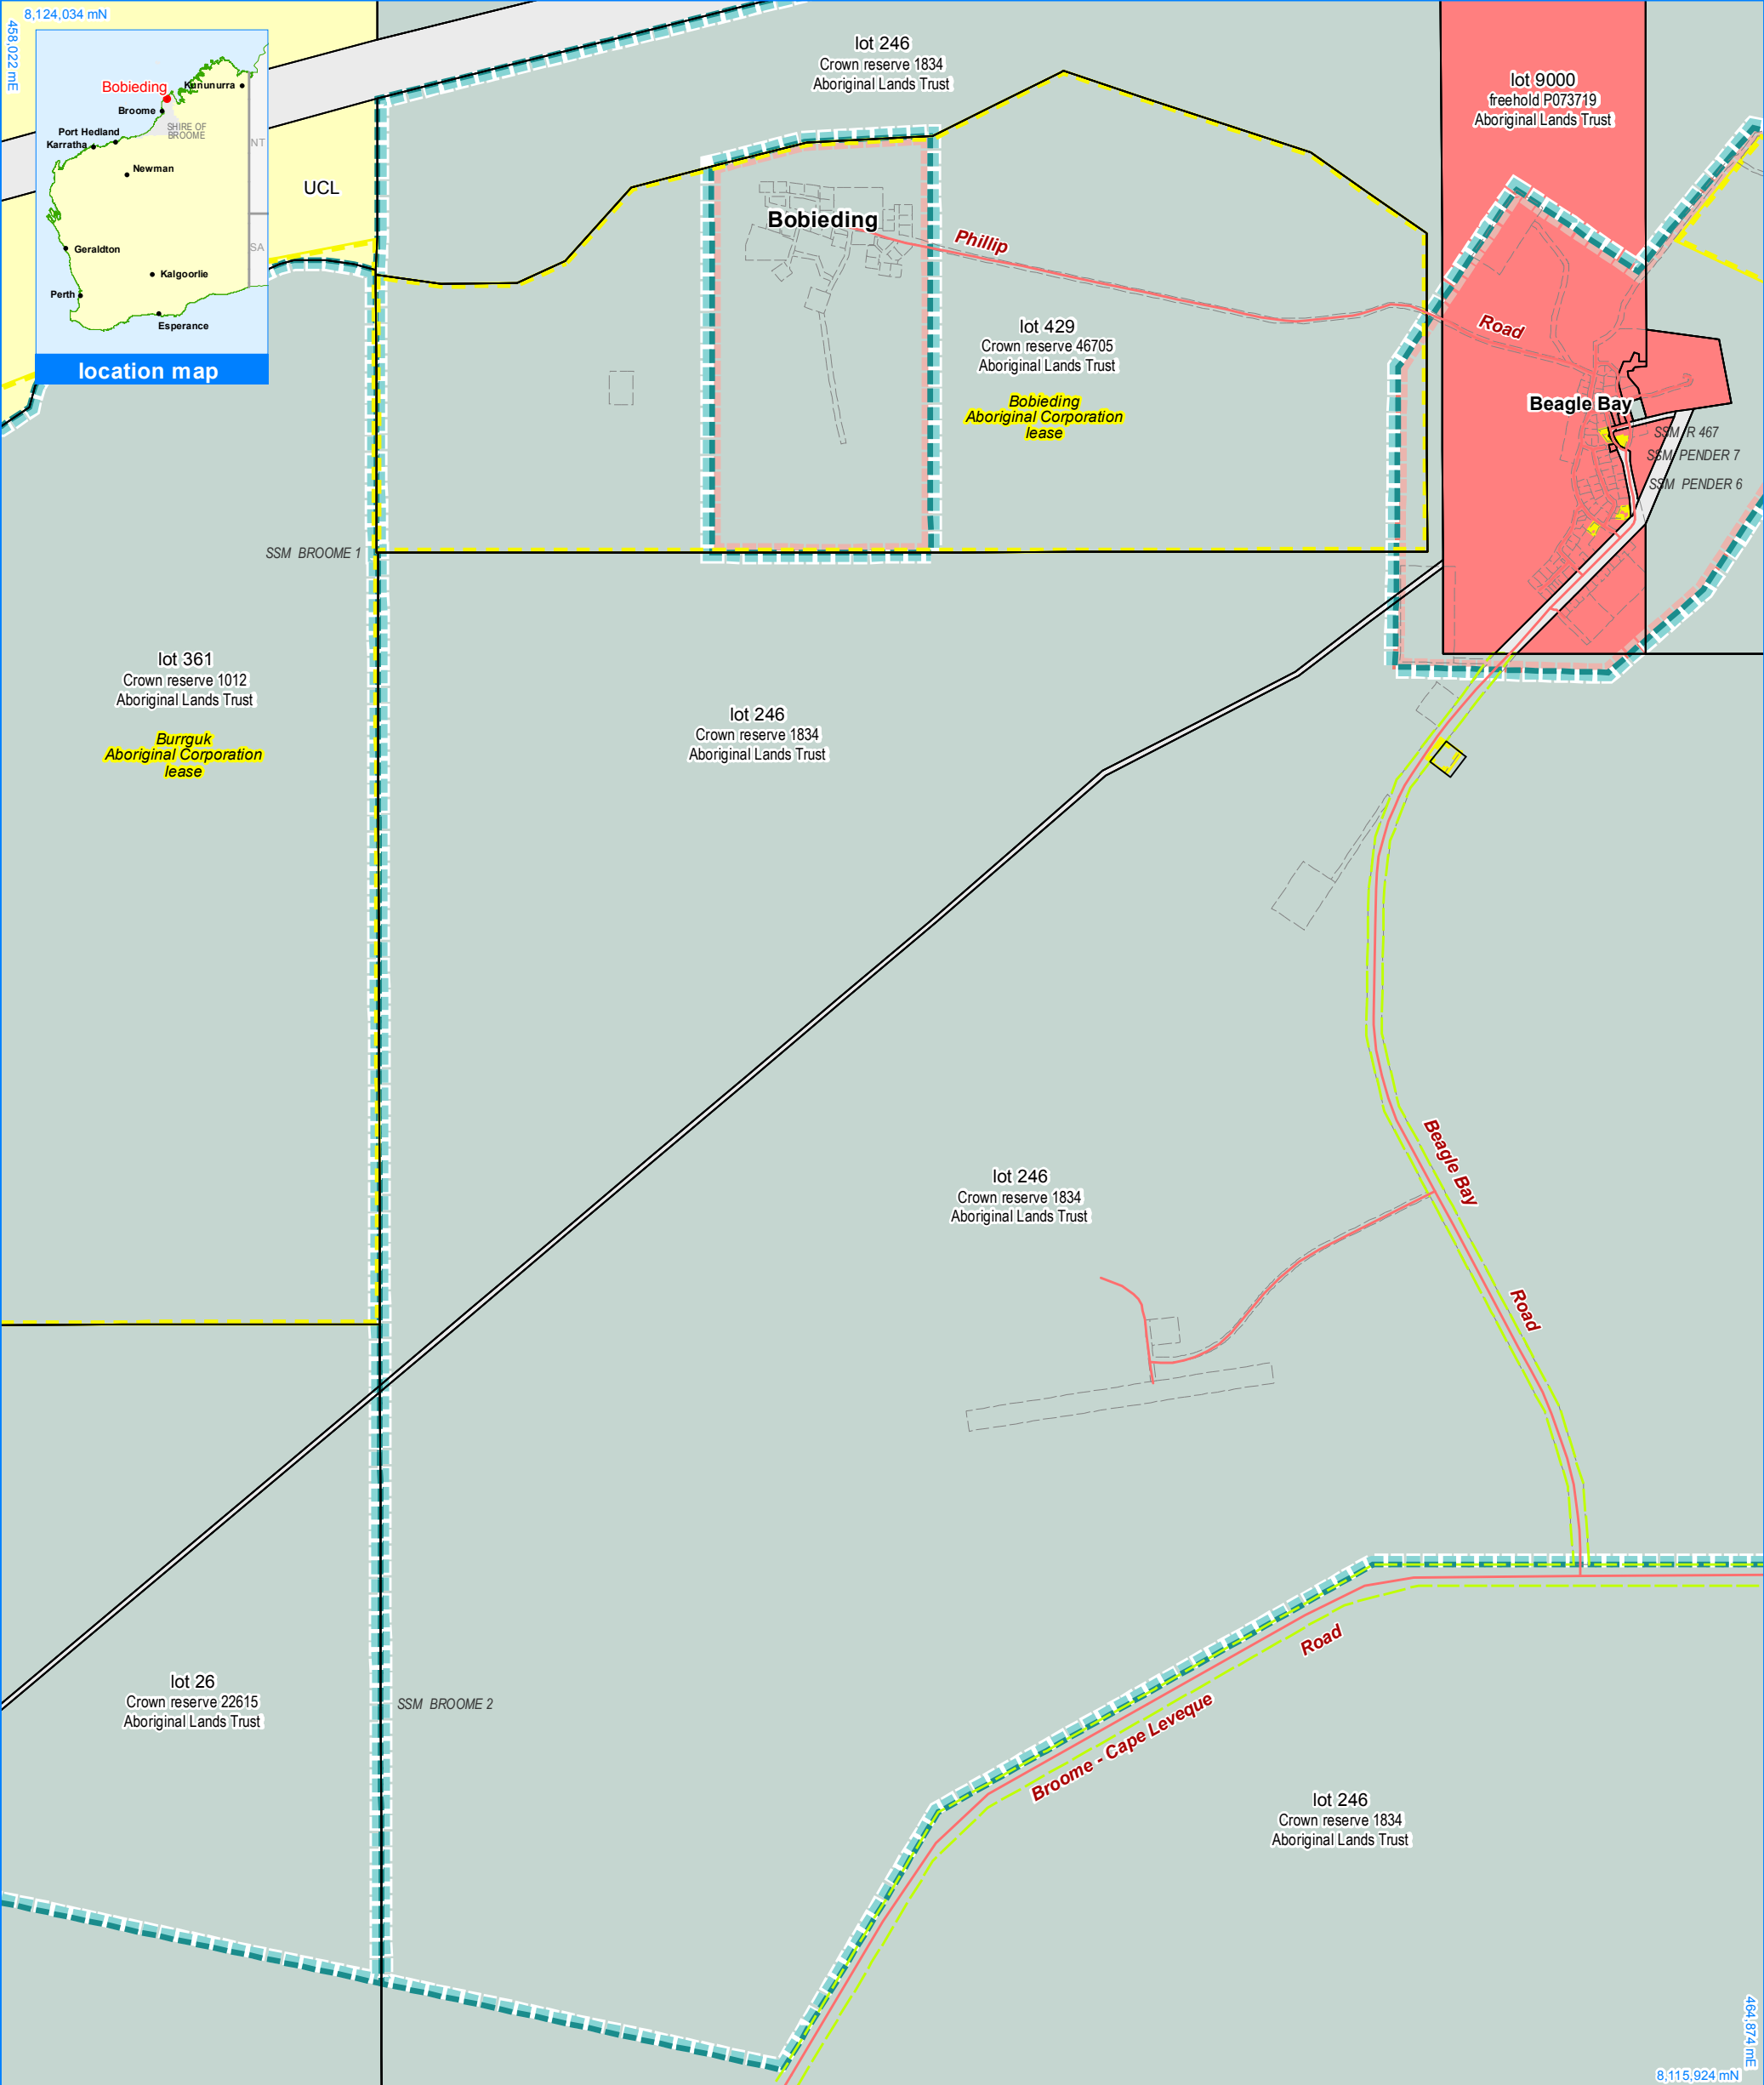 8,124,034 mN
458,022 mE
Bobieding
Kununurra
Broome
SHIRE OF
BROOME
Port Hedland
Karratha
NT
Newman
SA
Geraldton
Kalgoorlie
Perth
Esperance
location map
UCL
lot 246
Crown reserve 1834
Aboriginal Lands Trust
lot 9000
freehold P073719
Aboriginal Lands Trust
Bobieding
Phillip
Road
lot 429
Crown reserve 46705
Aboriginal Lands Trust
Bobieding
Aboriginal Corporation
lease
Beagle Bay
SSM R 467
SSM PENDER 7
SSM PENDER 6
SSM BROOME 1
lot 361
Crown reserve 1012
Aboriginal Lands Trust
Burrguk
Aboriginal Corporation
lease
lot 246
Crown reserve 1834
Aboriginal Lands Trust
lot 246
Crown reserve 1834
Aboriginal Lands Trust
Beagle Bay
Road
lot 26
Crown reserve 22615
Aboriginal Lands Trust
SSM BROOME 2
Road
Broome - Cape Leveque
lot 246
Crown reserve 1834
Aboriginal Lands Trust
464,874 mE
8,115,924 mN